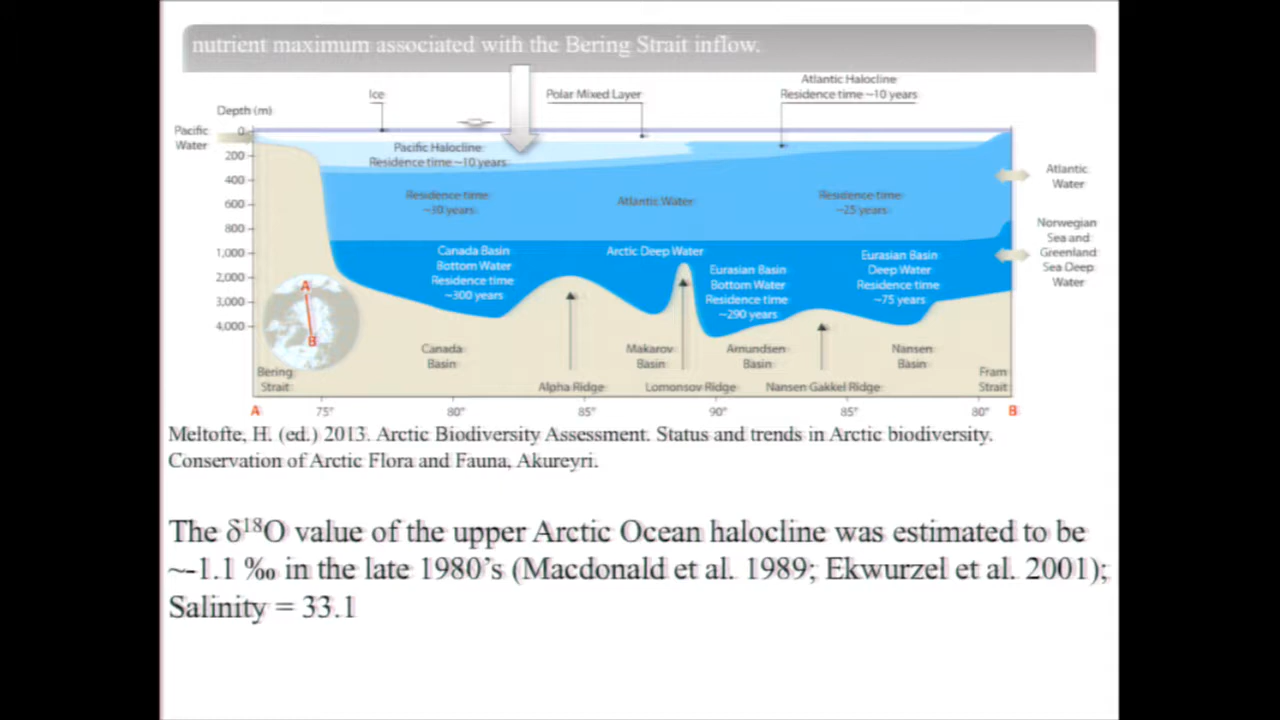 nutrient maximum associated with the Bering Strait inflow.
Atlantic Halocline
Residence time ~10 years
Ice
Polar Mixed Layer
Depth (m)
Pacific
Water
0
200
400
600
800
1,000
2,000
3,000
4,000
Pacific Halocline
Residence time ~10 years
Residence time
~30 years
Atlantic Water
Residence time
~25 years
Atlantic
Water
Norwegian
Sea and
Greenland
Sea Deep
Water
Canada Basin
Bottom Water
Residence time
~300 years
Arctic Deep Water
Eurasian Basin
Bottom Water
Residence time
~290 years
Eurasian Basin
Deep Water
Residence time
~75 years
A
B
Canada
Basin
Makarov
Basin
Amundsen
Basin
Nansen
Basin
Bering
Strait
Alpha Ridge
Lomonsov Ridge
Nansen Gakkel Ridge
Fram
Strait
A 75° 80° 85° 90° 85° 80° B
Meltofte, H. (ed.) 2013. Arctic Biodiversity Assessment. Status and trends in Arctic biodiversity.
Conservation of Arctic Flora and Fauna, Akureyri.
The δ¹⁸O value of the upper Arctic Ocean halocline was estimated to be
~-1.1 ‰ in the late 1980's (Macdonald et al. 1989; Ekwurzel et al. 2001);
Salinity = 33.1